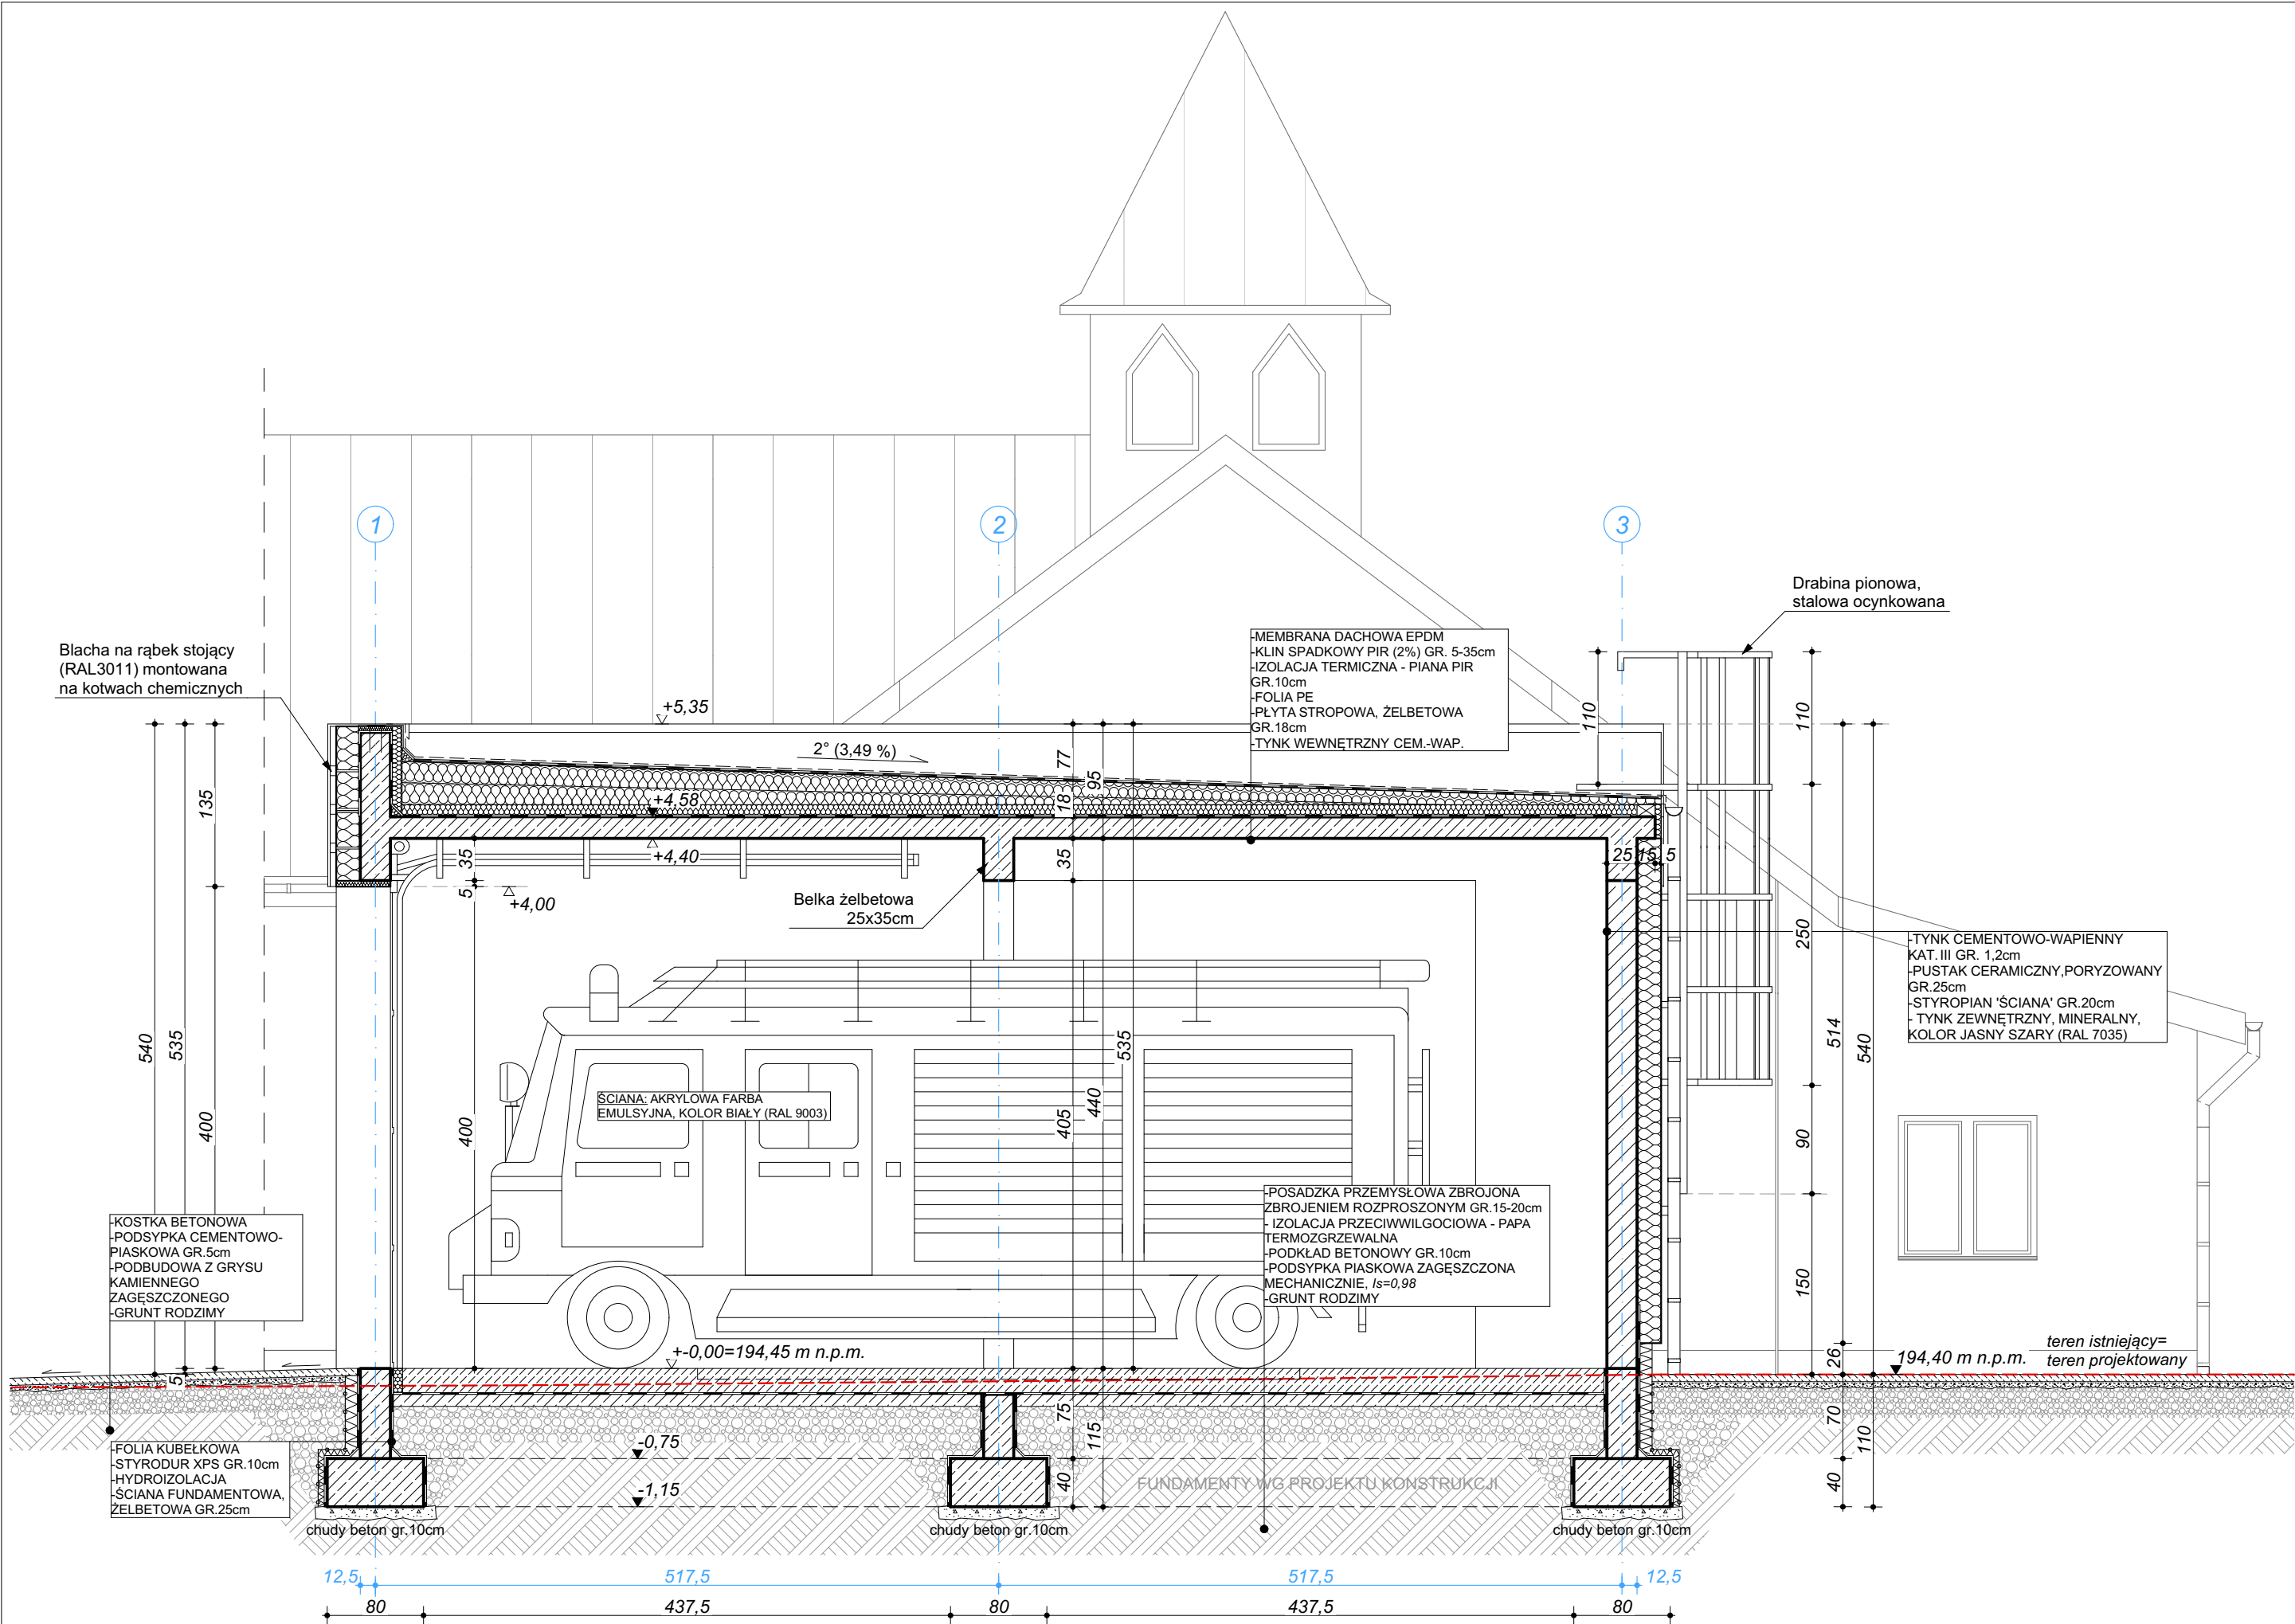 1
2
3
Drabina pionowa,
stalowa ocynkowana
Blacha na rąbek stojący
(RAL3011) montowana
na kotwach chemicznych
-MEMBRANA DACHOWA EPDM
-KLIN SPADKOWY PIR (2%) GR. 5-35cm
-IZOLACJA TERMICZNA - PIANA PIR
GR.10cm
-FOLIA PE
-PŁYTA STROPOWA, ŻELBETOWA
GR.18cm
-TYNK WEWNĘTRZNY CEM.-WAP.
+5,35
2° (3,49 %)
+4,58
+4,40
+4,00
77
95
18
35
35
5
110
110
135
25
15
5
Belka żelbetowa
25x35cm
250
-TYNK CEMENTOWO-WAPIENNY
KAT.III GR. 1,2cm
-PUSTAK CERAMICZNY,PORYZOWANY
GR.25cm
-STYROPIAN 'ŚCIANA' GR.20cm
- TYNK ZEWNĘTRZNY, MINERALNY,
KOLOR JASNY SZARY (RAL 7035)
540
535
400
400
535
440
405
514
540
90
150
ŚCIANA: AKRYLOWA FARBA
EMULSYJNA, KOLOR BIAŁY (RAL 9003)
-POSADZKA PRZEMYSŁOWA ZBROJONA
ZBROJENIEM ROZPROSZONYM GR.15-20cm
- IZOLACJA PRZECIWWILGOCIOWA - PAPA
TERMOZGRZEWALNA
-PODKŁAD BETONOWY GR.10cm
-PODSYPKA PIASKOWA ZAGĘSZCZONA
MECHANICZNIE, Is=0,98
-GRUNT RODZIMY
-KOSTKA BETONOWA
-PODSYPKA CEMENTOWO-
PIASKOWA GR.5cm
-PODBUDOWA Z GRYSU
KAMIENNEGO
ZAGĘSZCZONEGO
-GRUNT RODZIMY
+-0,00=194,45 m n.p.m.
194,40 m n.p.m.
teren istniejący=
teren projektowany
5
26
70
110
40
75
115
40
-FOLIA KUBEŁKOWA
-STYRODUR XPS GR.10cm
-HYDROIZOLACJA
-ŚCIANA FUNDAMENTOWA,
ŻELBETOWA GR.25cm
-0,75
-1,15
FUNDAMENTY WG PROJEKTU KONSTRUKCJI
chudy beton gr.10cm
chudy beton gr.10cm
chudy beton gr.10cm
12,5
517,5
517,5
12,5
80
437,5
80
437,5
80